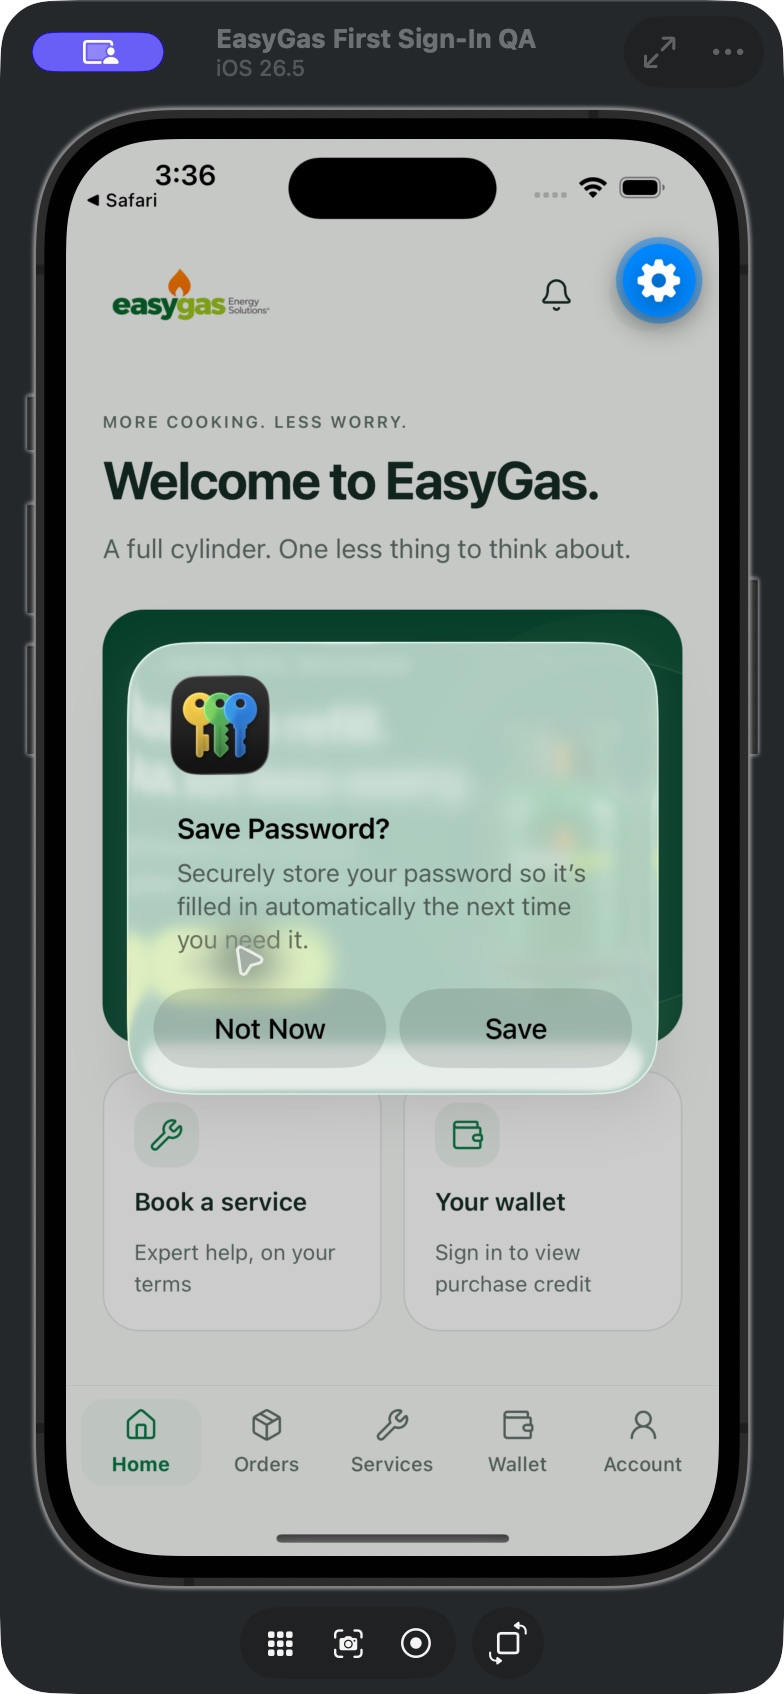 EasyGas First Sign-In QA
iOS 26.5
3:36
Safari
easygas Energy Solutions
MORE COOKING. LESS WORRY.
Welcome to EasyGas.
A full cylinder. One less thing to think about.
Save Password?
Securely store your password so it's
filled in automatically the next time
you need it.
Not Now
Save
Book a service
Expert help, on your
terms
Your wallet
Sign in to view
purchase credit
Home
Orders
Services
Wallet
Account